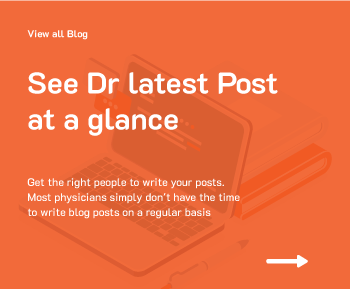 View all Blog
See Dr latest Post
at a glance
Get the right people to write your posts.
Most physicians simply don't have the time
to write blog posts on a regular basis